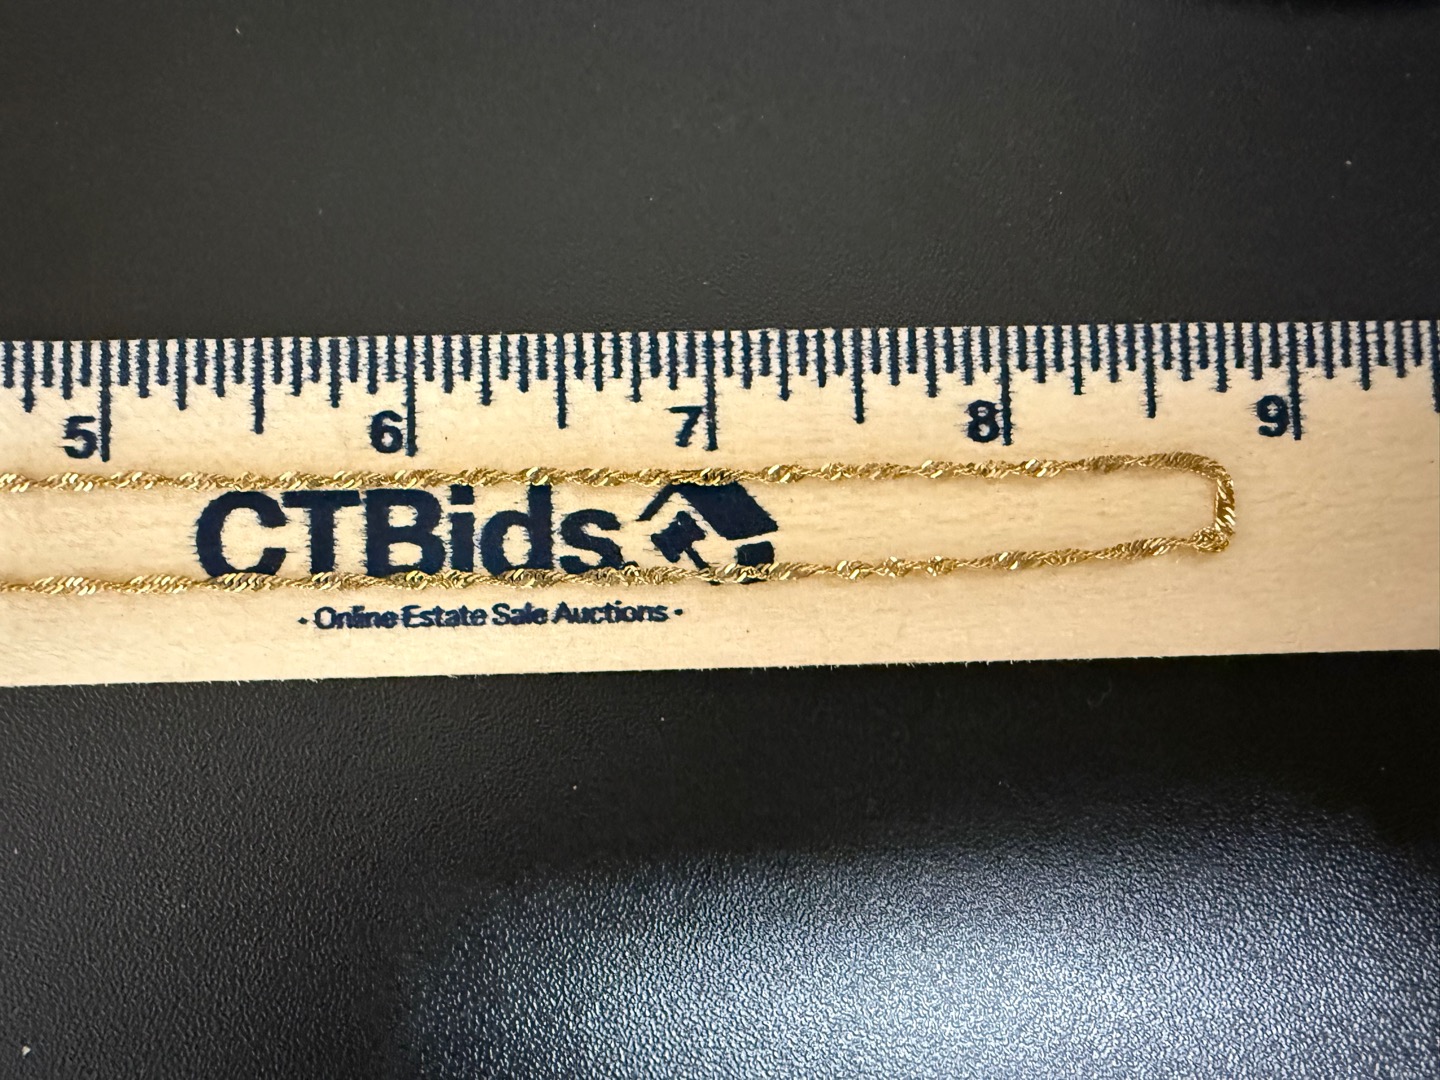 5 6 7 8 9
CTBids.
• Online Estate Sale Auctions •